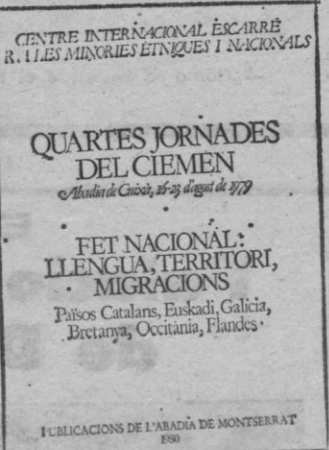 CENTRE INTERNACIONAL ESCARRÉ
R A LES MINORIES ÈTNIQUES I NACIONALS
QUARTES JORNADES
DEL CIEMEN
Abadia de Cuixà, 16-23 d'agost de 1979
FET NACIONAL:
LLENGUA, TERRITORI,
MIGRACIONS
Països Catalans, Euskadi, Galícia,
Bretanya, Occitània, Flandes
PUBLICACIONS DE L'ABADIA DE MONTSERRAT
1980